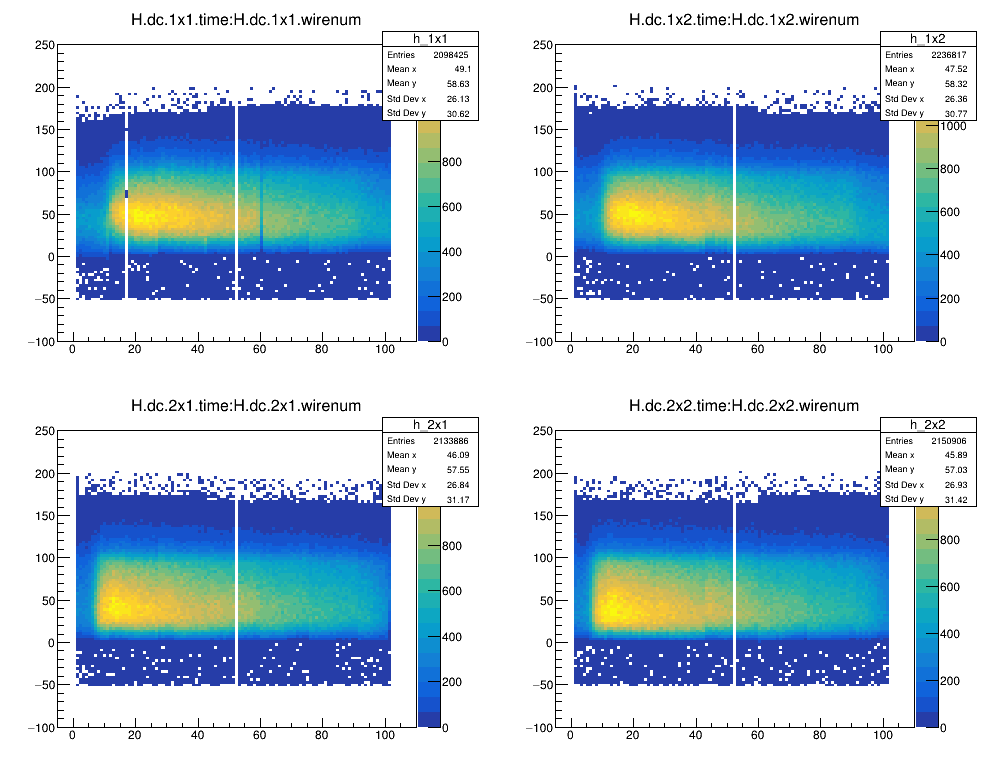 H.dc.1x1.time:H.dc.1x1.wirenum
h_1x1
Entries 2098425
Mean x 49.1
Mean y 58.63
Std Dev x 26.13
Std Dev y 30.62
250
200
150
100
50
0
−50
−100
0 20 40 60 80 100
800
600
400
200
0
H.dc.1x2.time:H.dc.1x2.wirenum
h_1x2
Entries 2236817
Mean x 47.52
Mean y 58.32
Std Dev x 26.36
Std Dev y 30.77
250
200
150
100
50
0
−50
−100
0 20 40 60 80 100
1000
800
600
400
200
0
H.dc.2x1.time:H.dc.2x1.wirenum
h_2x1
Entries 2133886
Mean x 46.09
Mean y 57.55
Std Dev x 26.84
Std Dev y 31.17
250
200
150
100
50
0
−50
−100
0 20 40 60 80 100
800
600
400
200
0
H.dc.2x2.time:H.dc.2x2.wirenum
h_2x2
Entries 2150906
Mean x 45.89
Mean y 57.03
Std Dev x 26.93
Std Dev y 31.42
250
200
150
100
50
0
−50
−100
0 20 40 60 80 100
800
600
400
200
0